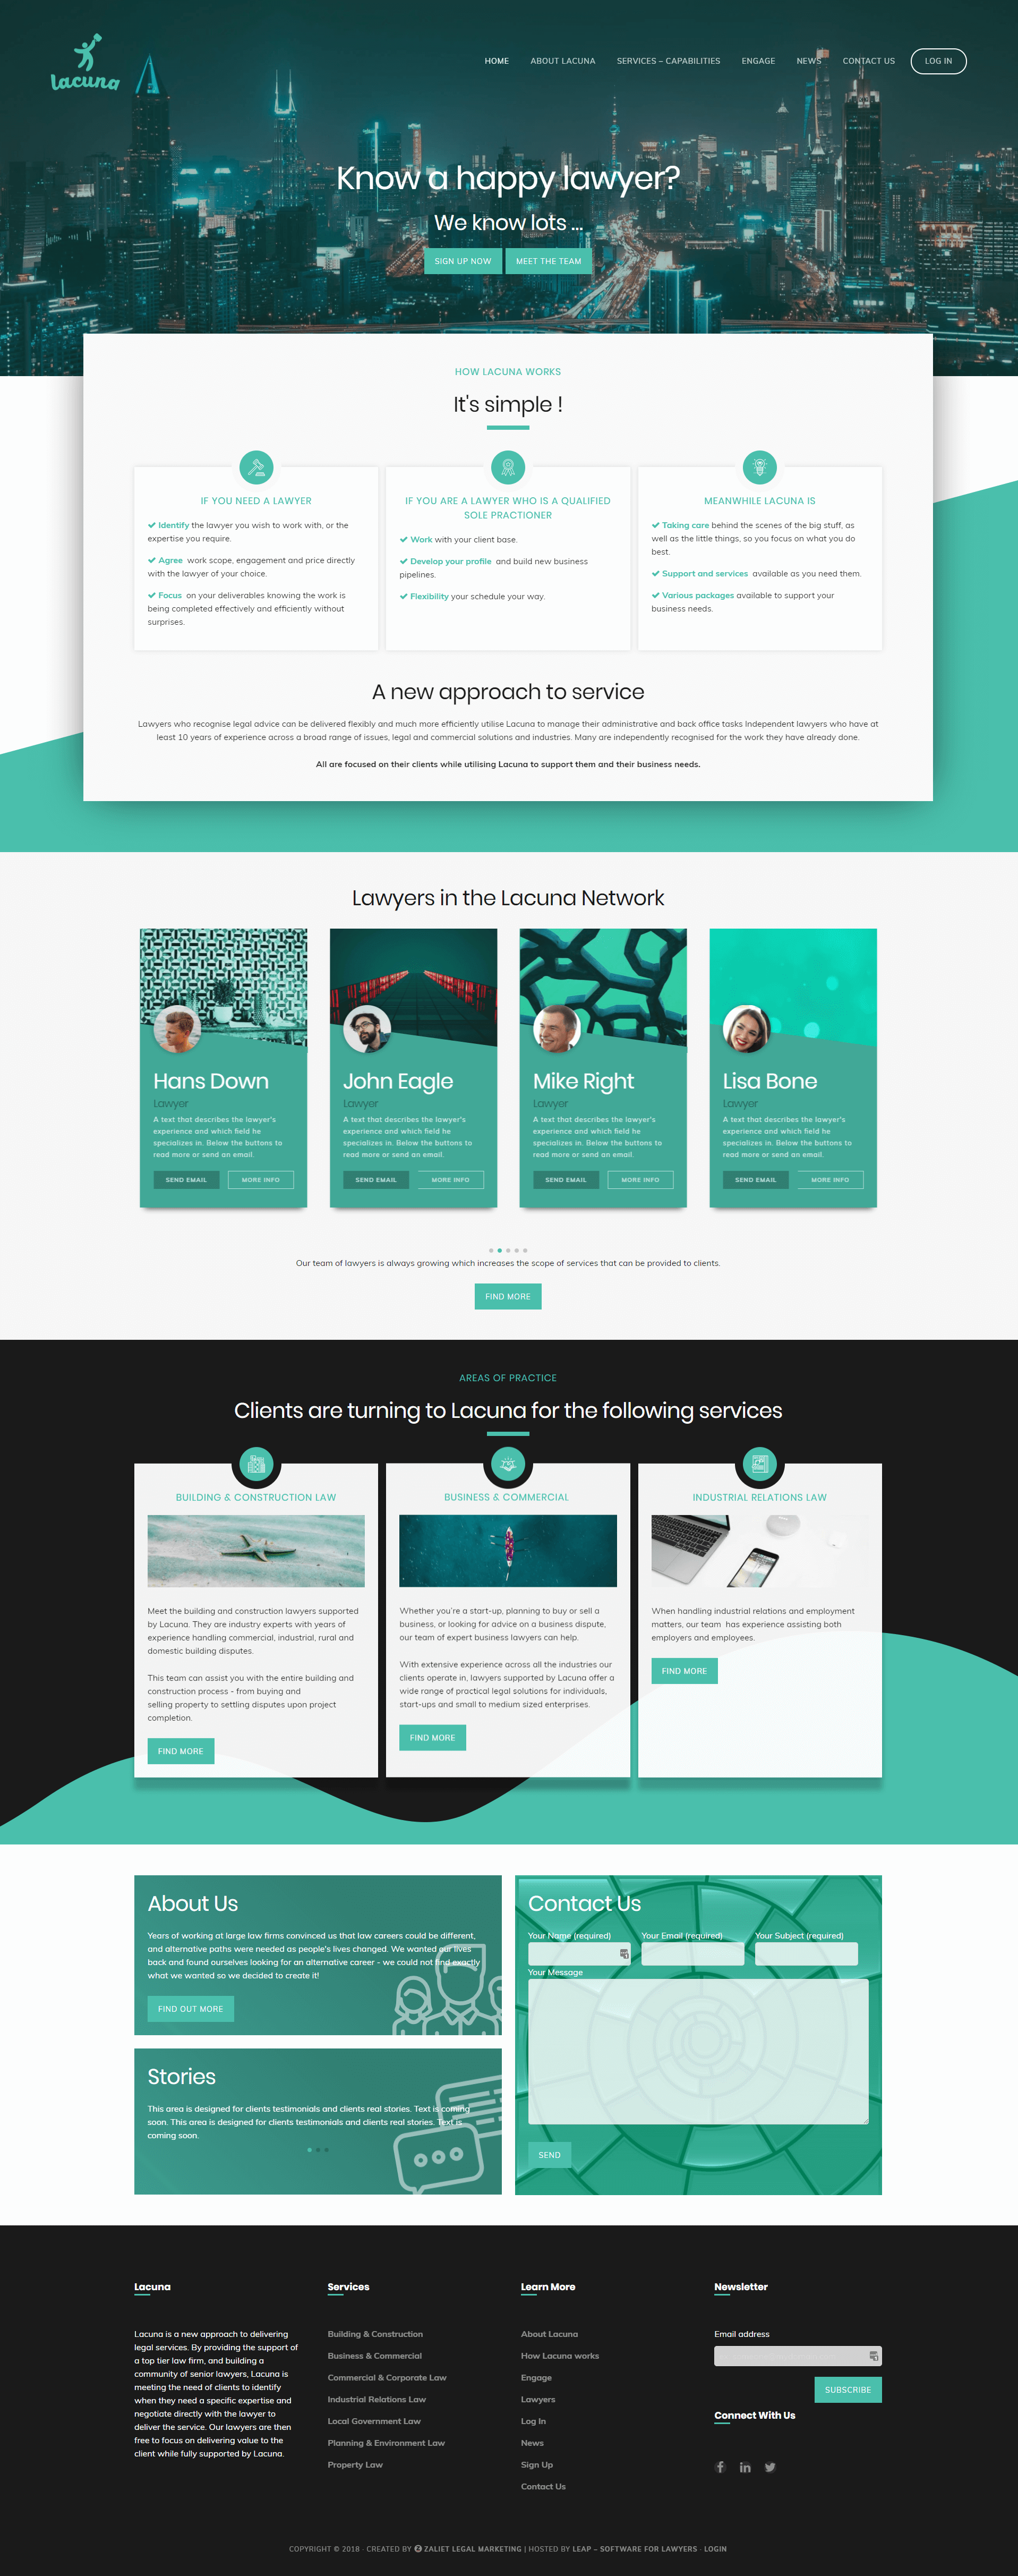 lacuna
HOME
ABOUT LACUNA
SERVICES – CAPABILITIES
ENGAGE
NEWS
CONTACT US
LOG IN
Know a happy lawyer?
We know lots ...
SIGN UP NOW
MEET THE TEAM
HOW LACUNA WORKS
It's simple !
IF YOU NEED A LAWYER
Identify the lawyer you wish to work with, or the
expertise you require.
Agree work scope, engagement and price directly
with the lawyer of your choice.
Focus on your deliverables knowing the work is
being completed effectively and efficiently without
surprises.
IF YOU ARE A LAWYER WHO IS A QUALIFIED
SOLE PRACTIONER
Work with your client base.
Develop your profile and build new business
pipelines.
Flexibility your schedule your way.
MEANWHILE LACUNA IS
Taking care behind the scenes of the big stuff, as
well as the little things, so you focus on what you do
best.
Support and services available as you need them.
Various packages available to support your
business needs.
A new approach to service
Lawyers who recognise legal advice can be delivered flexibly and much more efficiently utilise Lacuna to manage their administrative and back office tasks Independent lawyers who have at
least 10 years of experience across a broad range of issues, legal and commercial solutions and industries. Many are independently recognised for the work they have already done.
All are focused on their clients while utilising Lacuna to support them and their business needs.
Lawyers in the Lacuna Network
Hans Down
Lawyer
A text that describes the lawyer's
experience and which field he
specializes in. Below the buttons to
read more or send an email.
SEND EMAIL
MORE INFO
John Eagle
Lawyer
A text that describes the lawyer's
experience and which field he
specializes in. Below the buttons to
read more or send an email.
SEND EMAIL
MORE INFO
Mike Right
Lawyer
A text that describes the lawyer's
experience and which field he
specializes in. Below the buttons to
read more or send an email.
SEND EMAIL
MORE INFO
Lisa Bone
Lawyer
A text that describes the lawyer's
experience and which field he
specializes in. Below the buttons to
read more or send an email.
SEND EMAIL
MORE INFO
Our team of lawyers is always growing which increases the scope of services that can be provided to clients.
FIND MORE
AREAS OF PRACTICE
Clients are turning to Lacuna for the following services
BUILDING & CONSTRUCTION LAW
Meet the building and construction lawyers supported
by Lacuna. They are industry experts with years of
experience handling commercial, industrial, rural and
domestic building disputes.
This team can assist you with the entire building and
construction process - from buying and
selling property to settling disputes upon project
completion.
FIND MORE
BUSINESS & COMMERCIAL
Whether you're a start-up, planning to buy or sell a
business, or looking for advice on a business dispute,
our team of expert business lawyers can help.
With extensive experience across all the industries our
clients operate in, lawyers supported by Lacuna offer a
wide range of practical legal solutions for individuals,
start-ups and small to medium sized enterprises.
FIND MORE
INDUSTRIAL RELATIONS LAW
When handling industrial relations and employment
matters, our team has experience assisting both
employers and employees.
FIND MORE
About Us
Years of working at large law firms convinced us that law careers could be different,
and alternative paths were needed as people's lives changed. We wanted our lives
back and found ourselves looking for an alternative career - we could not find exactly
what we wanted so we decided to create it!
FIND OUT MORE
Stories
This area is designed for clients testimonials and clients real stories. Text is coming
soon. This area is designed for clients testimonials and clients real stories. Text is
coming soon.
Contact Us
Your Name (required)
Your Email (required)
Your Subject (required)
Your Message
SEND
Lacuna
Lacuna is a new approach to delivering
legal services. By providing the support of
a top tier law firm, and building a
community of senior lawyers, Lacuna is
meeting the need of clients to identify
when they need a specific expertise and
negotiate directly with the lawyer to
deliver the service. Our lawyers are then
free to focus on delivering value to the
client while fully supported by Lacuna.
Services
Building & Construction
Business & Commercial
Commercial & Corporate Law
Industrial Relations Law
Local Government Law
Planning & Environment Law
Property Law
Learn More
About Lacuna
How Lacuna works
Engage
Lawyers
Log In
News
Sign Up
Contact Us
Newsletter
Email address
SUBSCRIBE
Connect With Us
COPYRIGHT © 2018 · CREATED BY ZALIET LEGAL MARKETING | HOSTED BY LEAP – SOFTWARE FOR LAWYERS · LOGIN